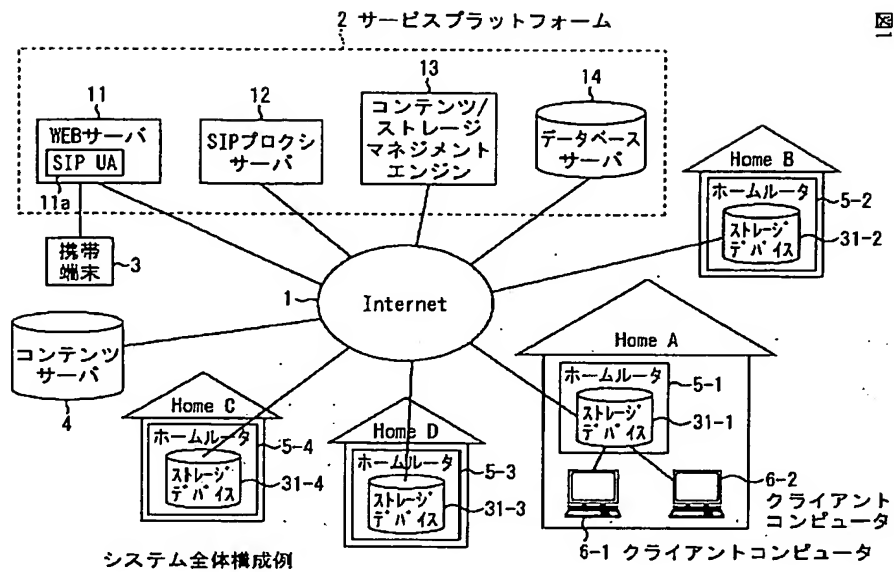 図1
2 サービスプラットフォーム
11
WEBサーバ
SIP UA
11a
12
SIPプロクシ
サーバ
13
コンテンツ/
ストレージ
マネジメント
エンジン
14
データベース
サーバ
携帯
端末
3
1
Internet
コンテンツ
サーバ
4
Home B
ホームルータ
5-2
ストレージ
デバイス
31-2
Home A
ホームルータ
5-1
ストレージ
デバイス
31-1
6-2
クライアント
コンピュータ
6-1 クライアントコンピュータ
Home C
ホームルータ
5-4
ストレージ
デバイス
31-4
Home D
ホームルータ
5-3
ストレージ
デバイス
31-3
システム全体構成例